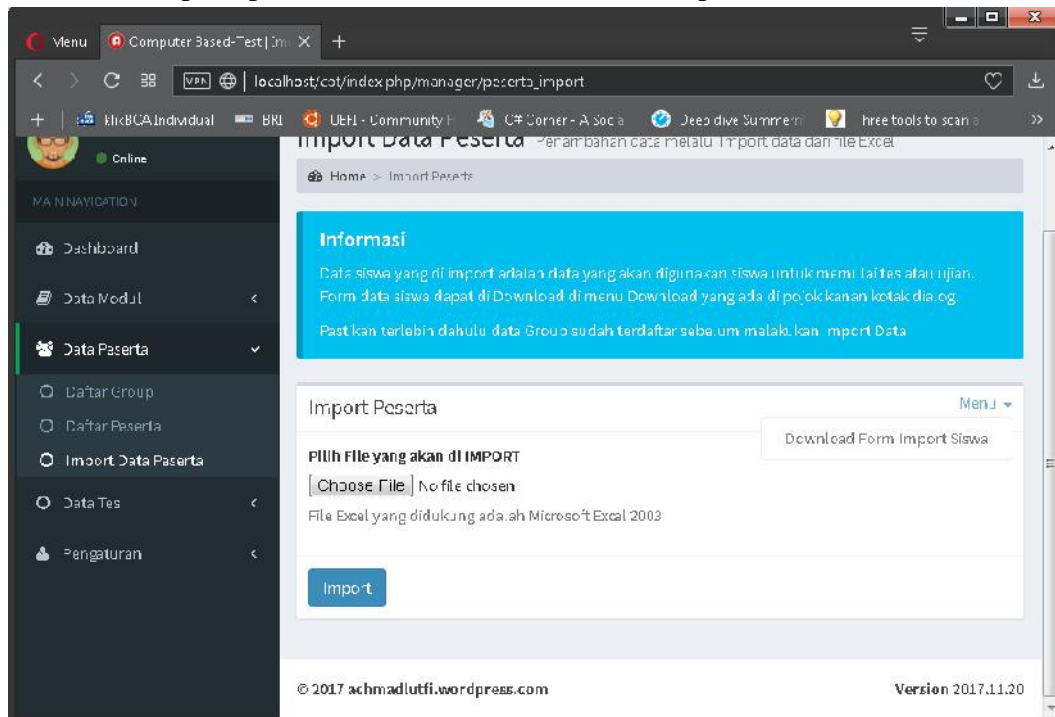 Menu
Computer Based-Test | Im
VPN localhost/cbt/index.php/manager/peserta_import
klikBCA Individual BRI UEFI - Community H C# Corner - A Socia Deep dive Summerni hree tools to scan a
Online
Import Data Peserta Penambahan data melalui Import data dari file Excel
Home > Import Peserta
MAIN NAVIGATION
Dashboard
Data Modul
Data Peserta
Daftar Group
Daftar Peserta
Import Data Peserta
Data Tes
Pengaturan
Informasi
Data siswa yang di import adalah data yang akan digunakan siswa untuk memulai tes atau ujian.
Form data siswa dapat di Download di menu Download yang ada di pojok kanan kotak dialog.
Pastikan terlebih dahulu data Group sudah terdaftar sebelum malakukan Import Data
Import Peserta
Menu
Download Form Import Siswa
Pilih File yang akan di IMPORT
Choose File No file chosen
File Excel yang didukung adalah Microsoft Excel 2003
Import
© 2017 achmadlutfi.wordpress.com
Version 2017.11.20